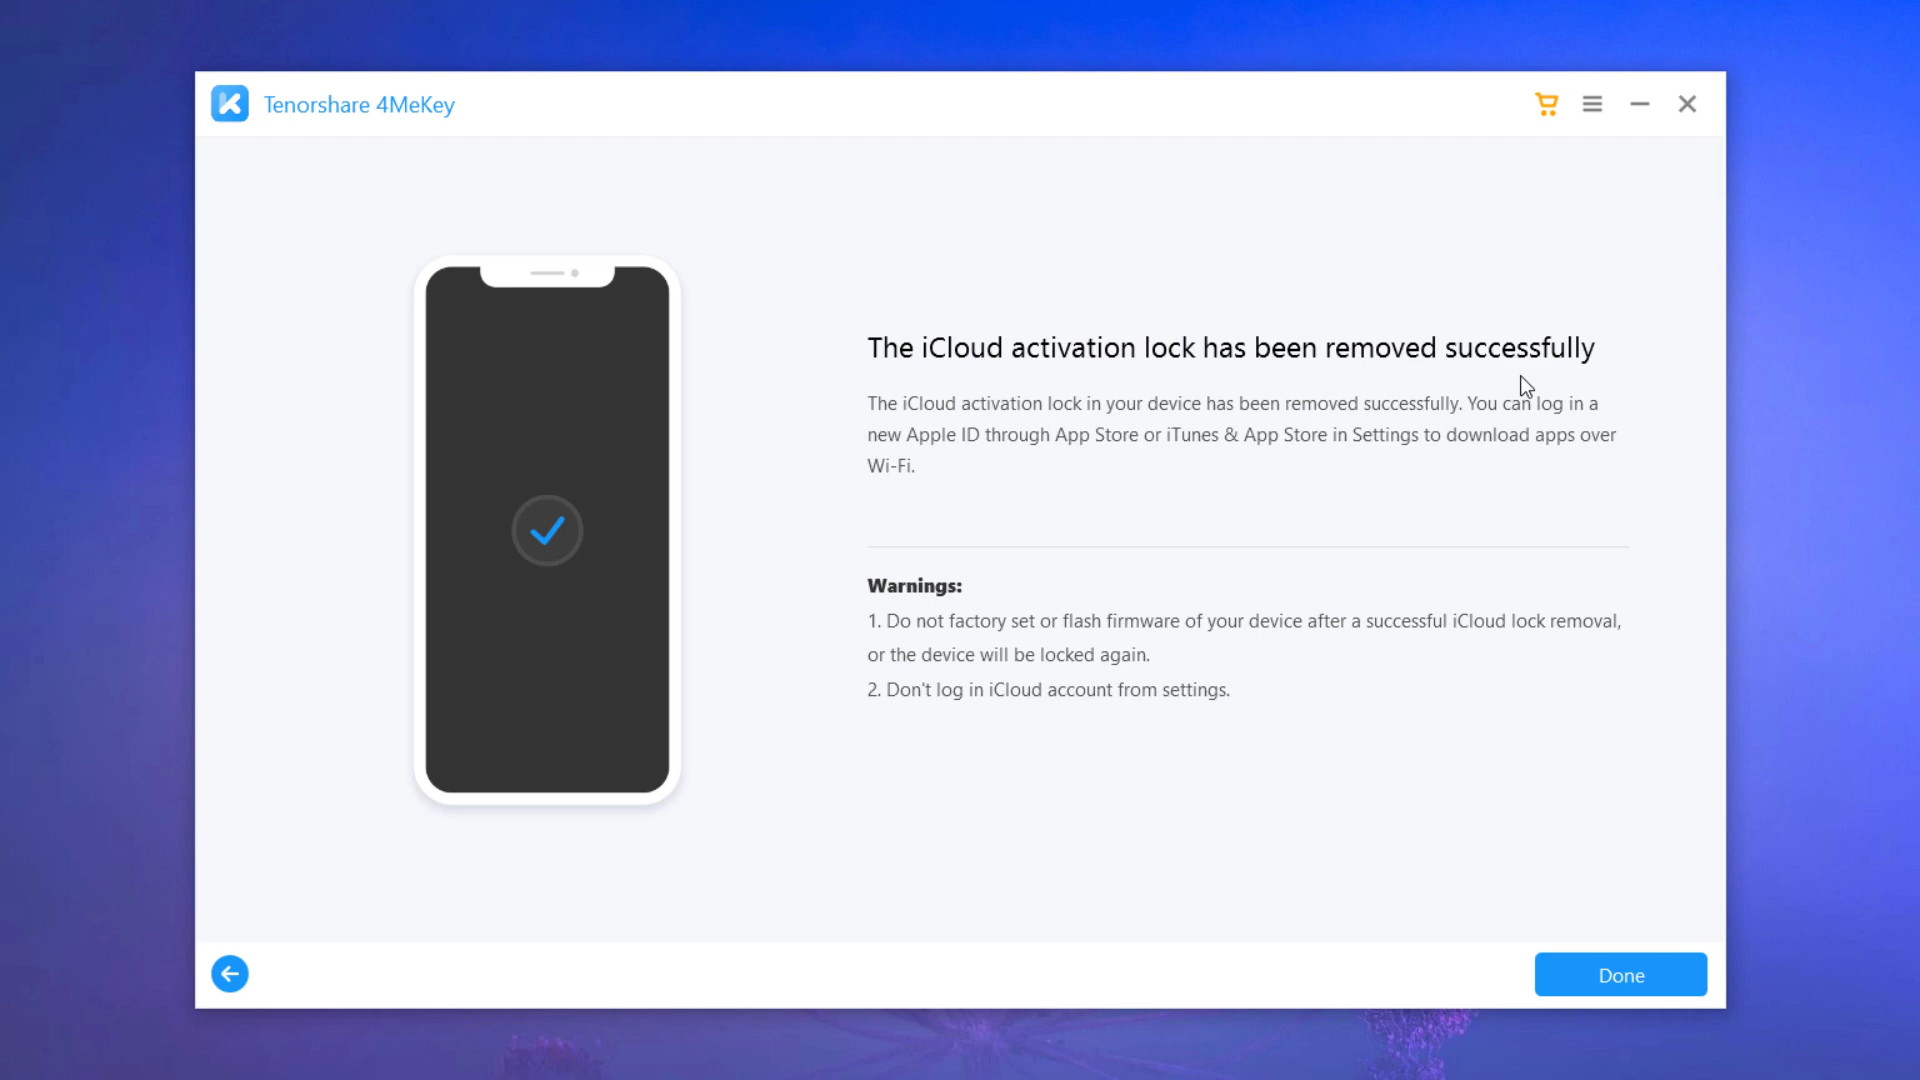 Tenorshare 4MeKey
The iCloud activation lock has been removed successfully
The iCloud activation lock in your device has been removed successfully. You can log in a
new Apple ID through App Store or iTunes & App Store in Settings to download apps over
Wi-Fi.
Warnings:
1. Do not factory set or flash firmware of your device after a successful iCloud lock removal,
or the device will be locked again.
2. Don't log in iCloud account from settings.
Done